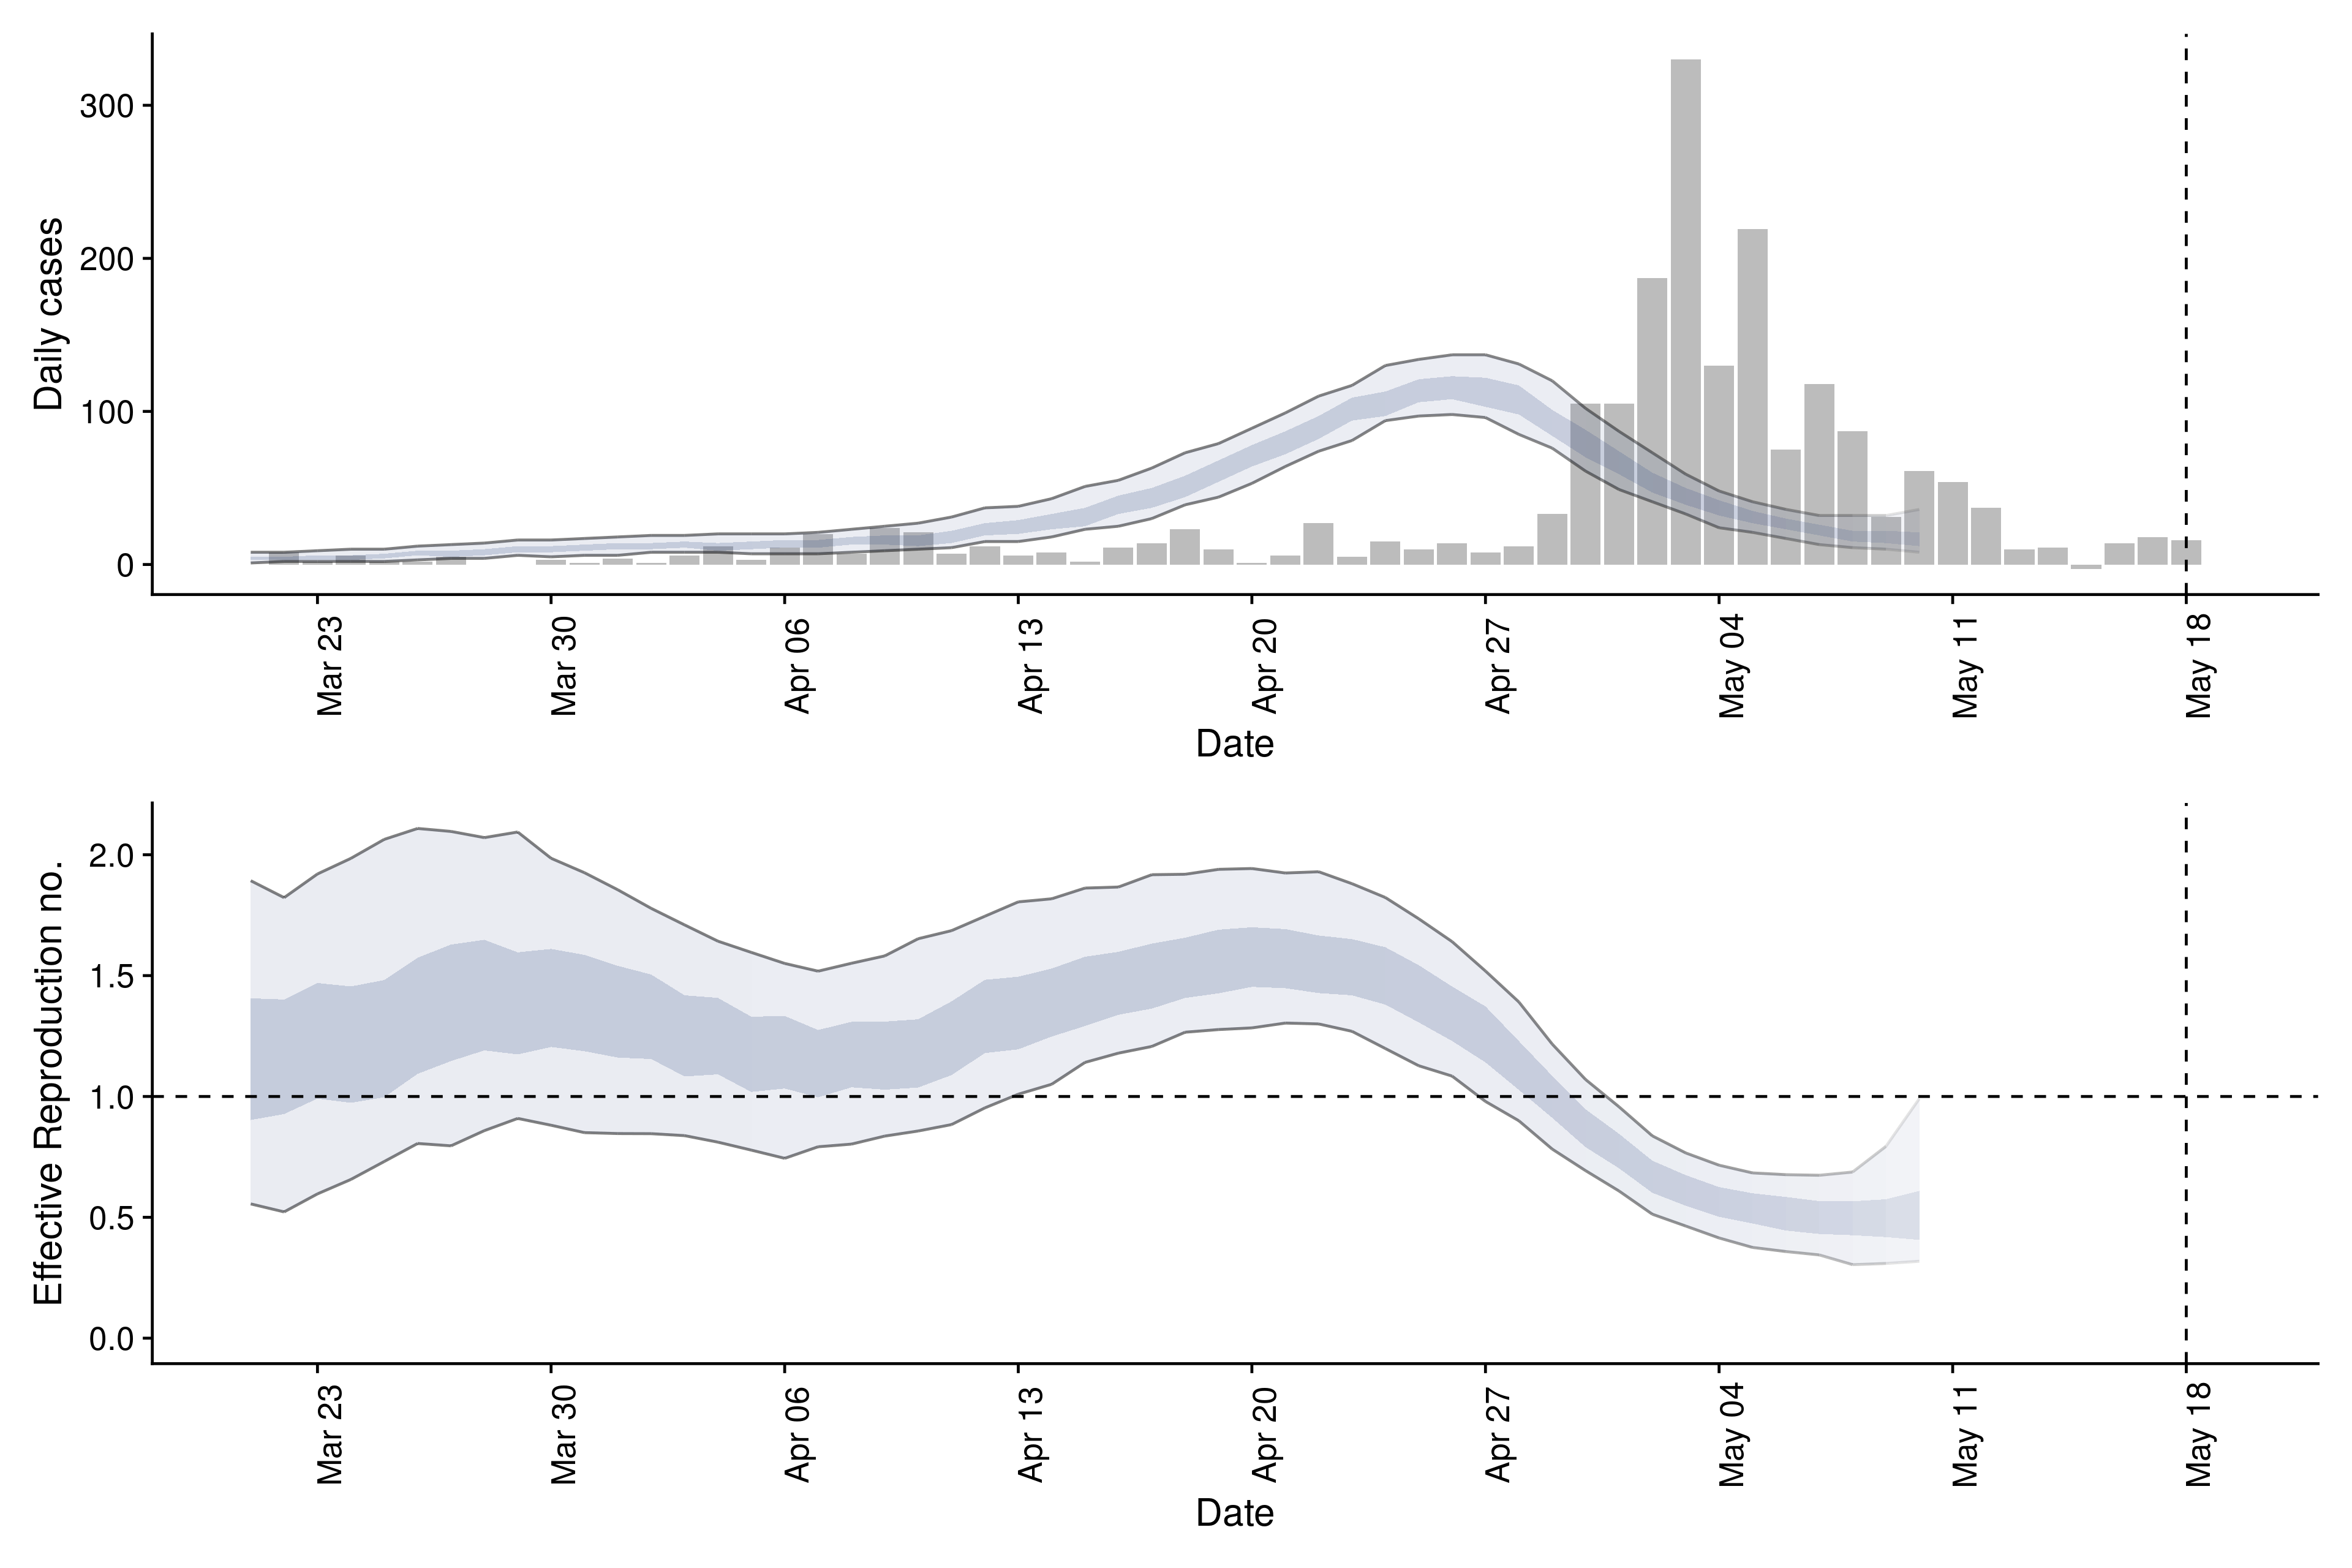 Daily cases
300
200
100
0
Mar 23
Mar 30
Apr 06
Apr 13
Apr 20
Apr 27
May 04
May 11
May 18
Date
Effective Reproduction no.
2.0
1.5
1.0
0.5
0.0
Mar 23
Mar 30
Apr 06
Apr 13
Apr 20
Apr 27
May 04
May 11
May 18
Date